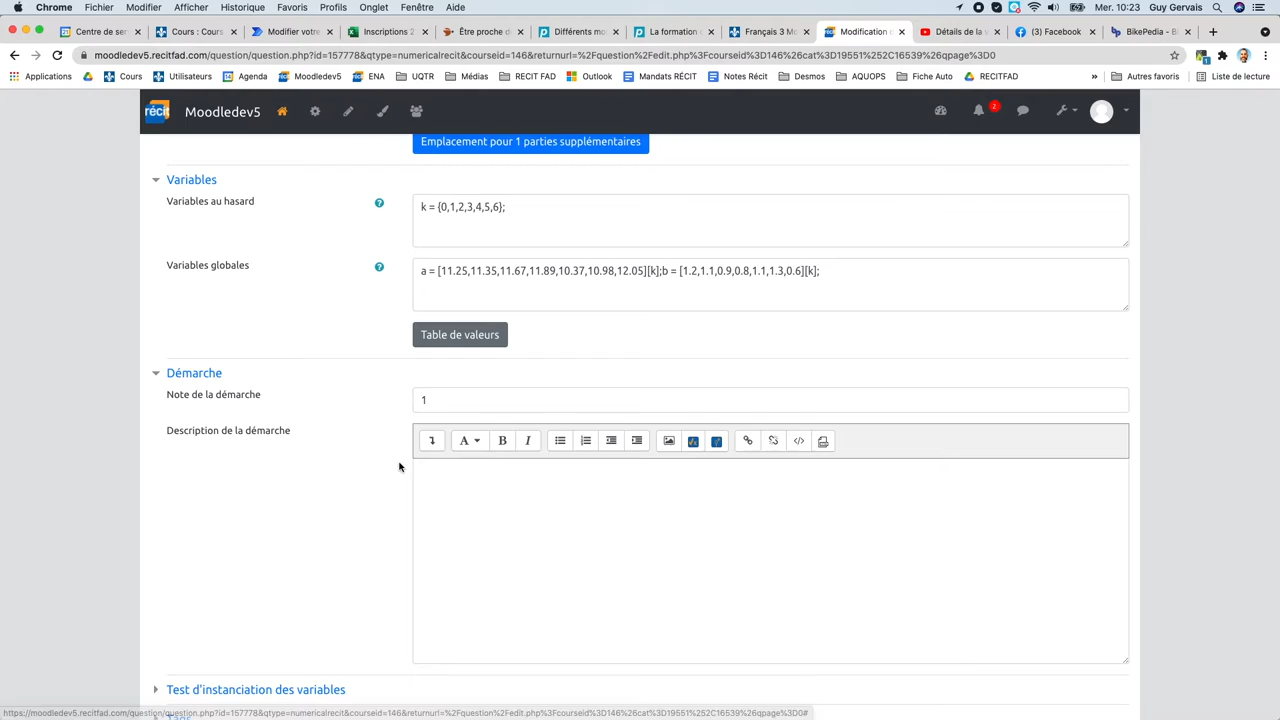 Chrome Fichier Modifier Afficher Historique Favoris Profils Onglet Fenêtre Aide Mer. 10:23 Guy Gervais
Centre de ser Cours : Cours Modifier votre Inscriptions 2 Être proche d Différents mo La formation Français 3 Mo Modification Détails de la v (3) Facebook BikePedia - Bi
moodledev5.recitfad.com/question/question.php?id=157778&qtype=numericalrecit&courseid=146&returnurl=%2Fquestion%2Fedit.php%3Fcourseid%3D146%26cat%3D19551%252C16539%26qpage%3D0
Applications Cours Utilisateurs Agenda Moodledev5 ENA UQTR Médias RECIT FAD Outlook Mandats RÉCIT Notes Récit Desmos AQUOPS Fiche Auto RECITFAD » Autres favoris Liste de lecture
récit Moodledev5 2
Emplacement pour 1 parties supplémentaires
Variables
Variables au hasard
k = {0,1,2,3,4,5,6};
Variables globales
a = [11.25,11.35,11.67,11.89,10.37,10.98,12.05][k];b = [1.2,1.1,0.9,0.8,1.1,1.3,0.6][k];
Table de valeurs
Démarche
Note de la démarche
1
Description de la démarche
A B I
Test d'instanciation des variables
https://moodledev5.recitfad.com/question/question.php?id=157778&qtype=numericalrecit&courseid=146&returnurl=%2Fquestion%2Fedit.php%3Fcourseid%3D146%26cat%3D19551%252C16539%26qpage%3D0#
Tags